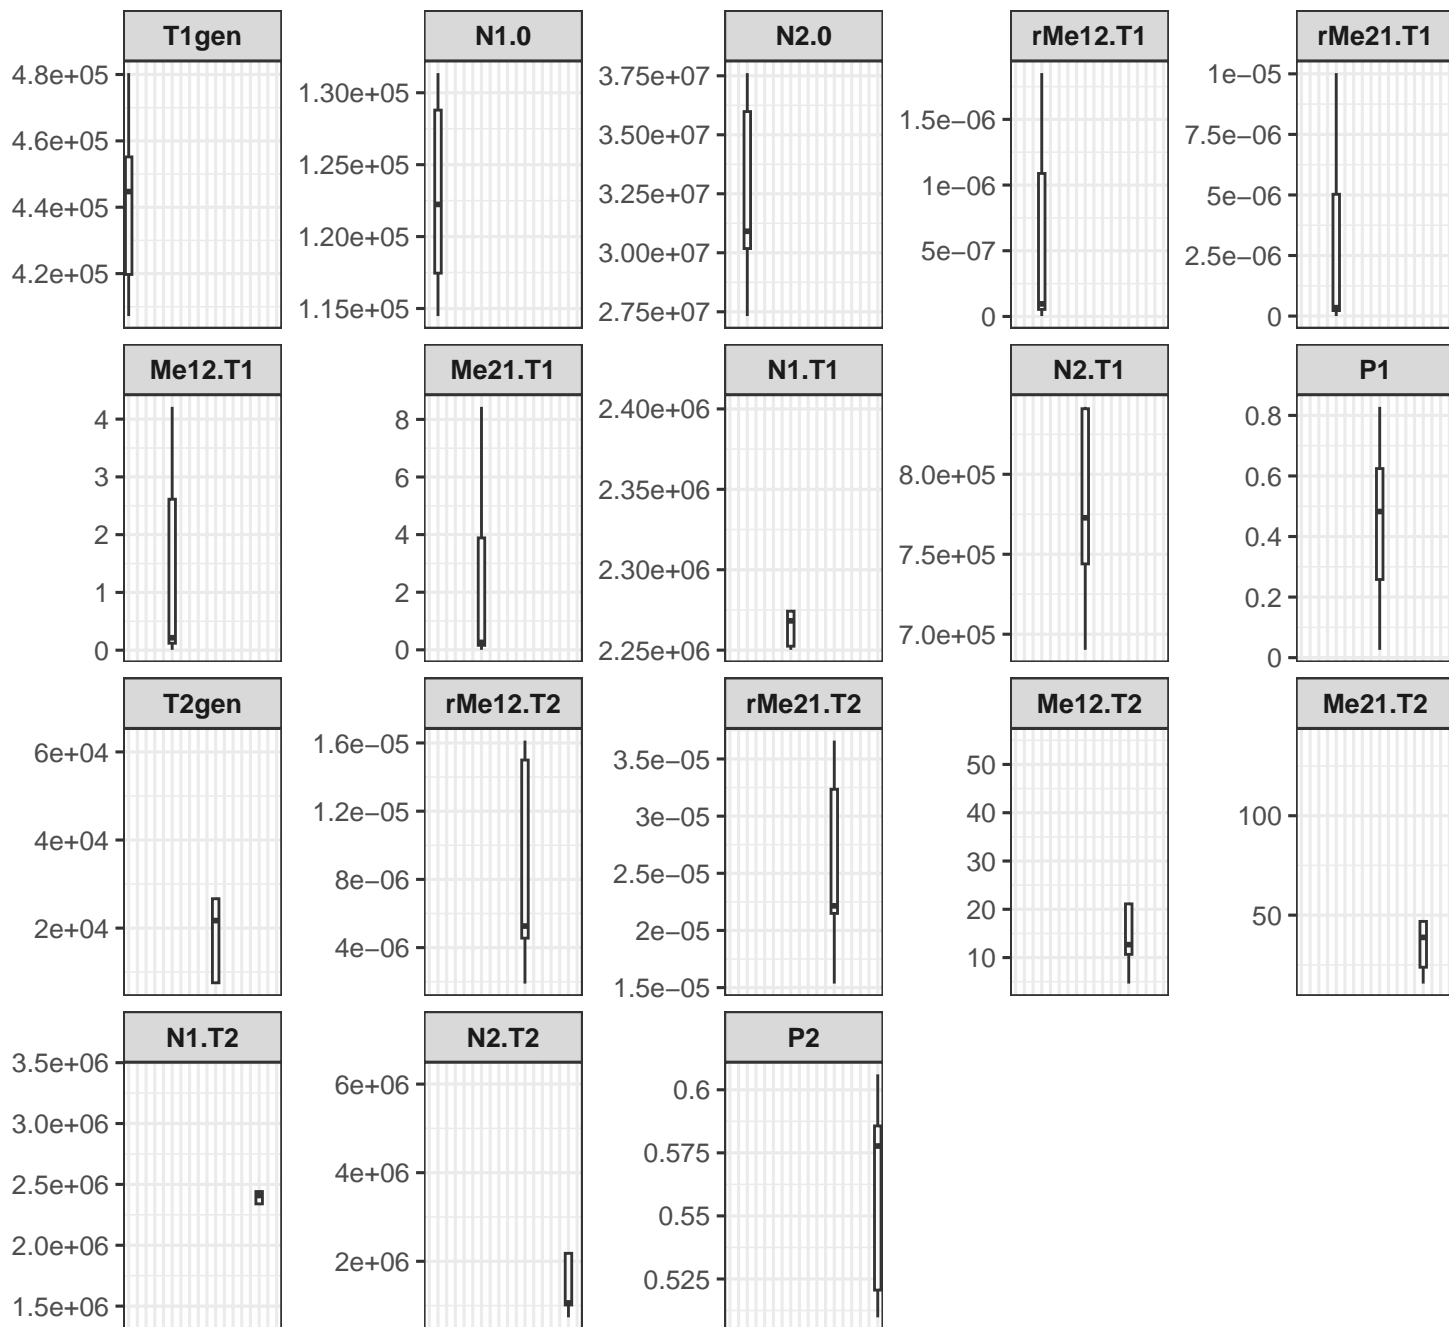 T1gen N1.0 N2.0 rMe12.T1 rMe21.T1
4.8e+05
4.6e+05
4.4e+05
4.2e+05
1.30e+05
1.25e+05
1.20e+05
1.15e+05
3.75e+07
3.50e+07
3.25e+07
3.00e+07
2.75e+07
1.5e−06
1e−06
5e−07
0
1e−05
7.5e−06
5e−06
2.5e−06
0
Me12.T1 Me21.T1 N1.T1 N2.T1 P1
4
3
2
1
0
8
6
4
2
0
2.40e+06
2.35e+06
2.30e+06
2.25e+06
8.0e+05
7.5e+05
7.0e+05
0.8
0.6
0.4
0.2
0
T2gen rMe12.T2 rMe21.T2 Me12.T2 Me21.T2
6e+04
4e+04
2e+04
1.6e−05
1.2e−05
8e−06
4e−06
3.5e−05
3e−05
2.5e−05
2e−05
1.5e−05
50
40
30
20
10
100
50
N1.T2 N2.T2 P2
3.5e+06
3.0e+06
2.5e+06
2.0e+06
1.5e+06
6e+06
4e+06
2e+06
0.6
0.575
0.55
0.525